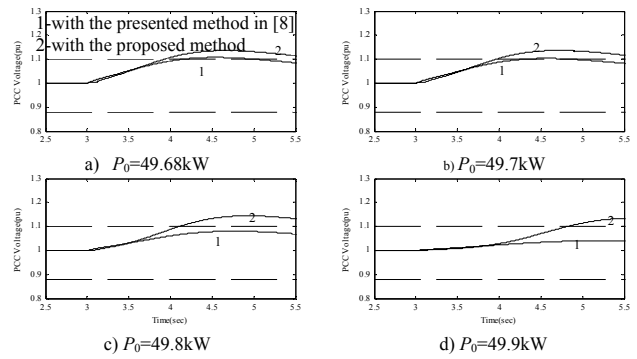 1-with the presented method in [8]
2-with the proposed method
PCC Voltage(pu)
1.3
1.2
1.1
1
0.9
0.8
2
1
2.5 3 3.5 4 4.5 5 5.5
a) P0=49.68kW
PCC Voltage(pu)
1.3
1.2
1.1
1
0.9
0.8
2
1
2.5 3 3.5 4 4.5 5 5.5
b) P0=49.7kW
PCC Voltage(pu)
1.3
1.2
1.1
1
0.9
0.8
2
1
2.5 3 3.5 4 4.5 5 5.5
Time(sec)
c) P0=49.8kW
PCC Voltage(pu)
1.3
1.2
1.1
1
0.9
0.8
2
1
2.5 3 3.5 4 4.5 5 5.5
Time(sec)
d) P0=49.9kW